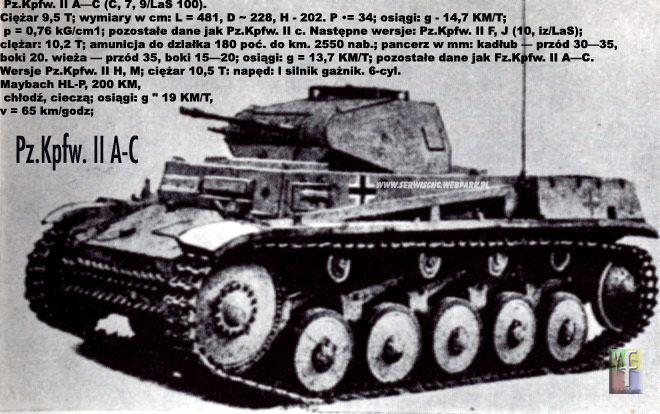 Pz.Kpfw. II A—C (C, 7, 9/LaS 100).
Ciężar 9,5 T; wymiary w cm: L = 481, D ~ 228, H - 202. P •= 34; osiągi: g - 14,7 KM/T;
p = 0,76 kG/cm1; pozostałe dane jak Pz.Kpfw. II c. Następne wersje: Pz.Kpfw. II F, J (10, iz/LaS);
ciężar: 10,2 T; amunicja do działka 180 poć. do km. 2550 nab.; pancerz w mm: kadłub — przód 30—35,
boki 20. wieża — przód 35, boki 15—20; osiągi: g = 13,7 KM/T; pozostałe dane jak Fz.Kpfw. II A—C.
Wersje Pz.Kpfw II H, M; ciężar 10,5 T: napęd: l silnik gaźnik. 6-cyl.
Maybach HL-P, 200 KM,
chłodź, cieczą; osiągi: g " 19 KM/T,
v = 65 km/godz;
Pz.Kpfw. II A-C
WWW.SERWISCHG.WEBPARK.PL
f